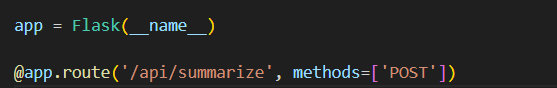 app = Flask(__name__)
@app.route('/api/summarize', methods=['POST'])